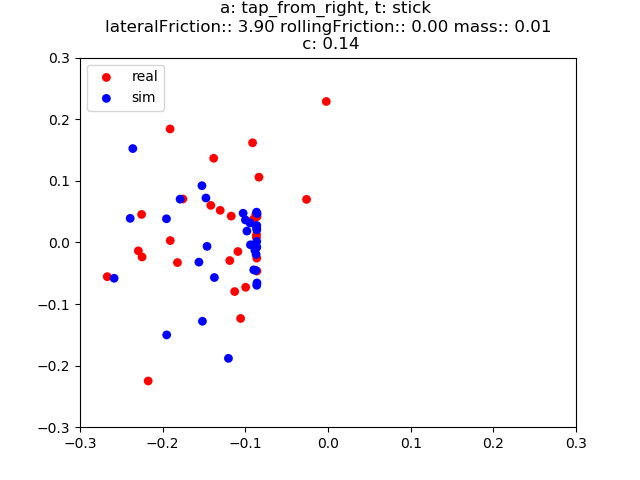 a: tap_from_right, t: stick
lateralFriction:: 3.90 rollingFriction:: 0.00 mass:: 0.01
c: 0.14
0.3
real
sim
0.2
0.1
0.0
−0.1
−0.2
−0.3
−0.3 −0.2 −0.1 0.0 0.1 0.2 0.3